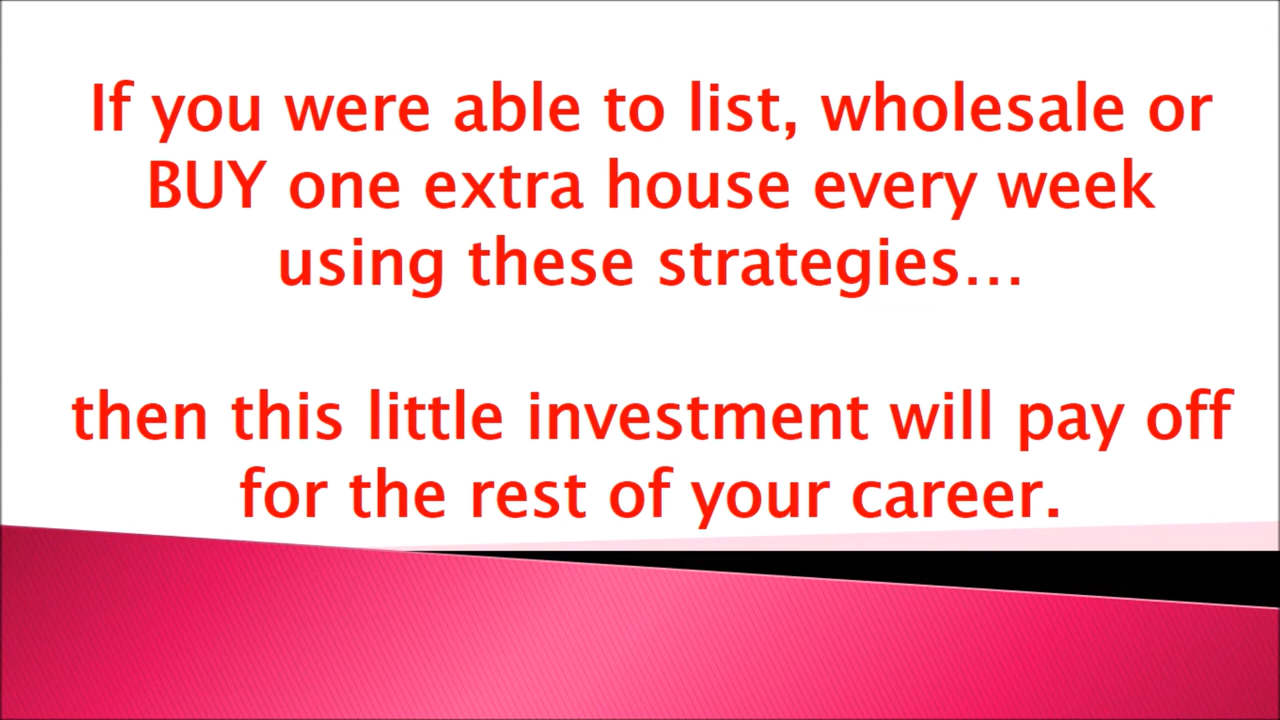 If you were able to list, wholesale or
BUY one extra house every week
using these strategies…
then this little investment will pay off
for the rest of your career.